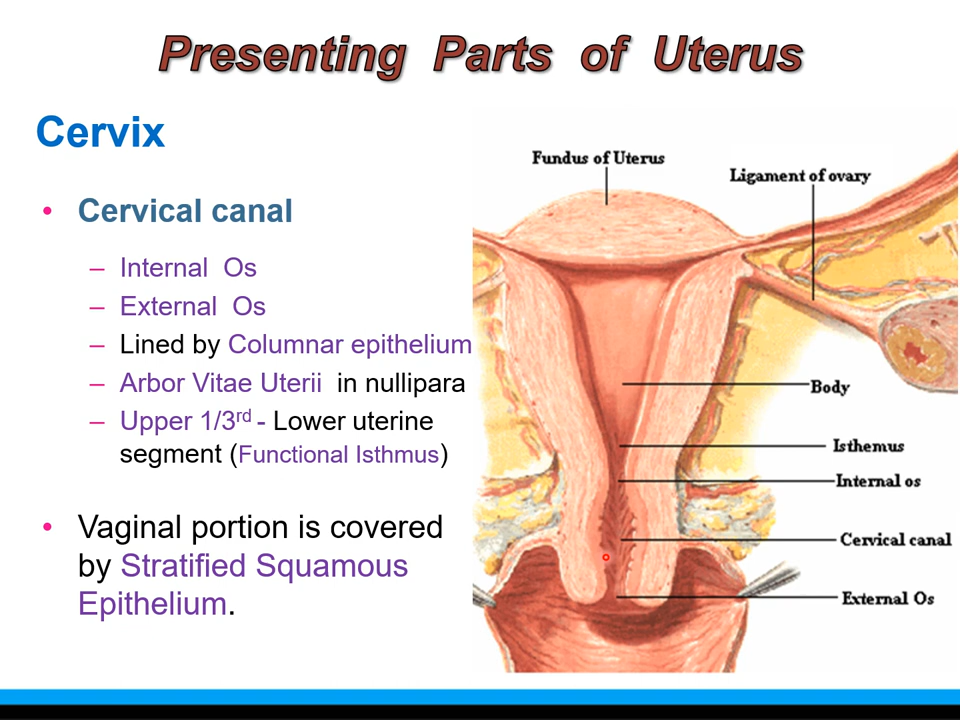 Presenting Parts of Uterus
Cervix
• Cervical canal
– Internal Os
– External Os
– Lined by Columnar epithelium
– Arbor Vitae Uterii in nullipara
– Upper 1/3rd - Lower uterine
segment (Functional Isthmus)
• Vaginal portion is covered
by Stratified Squamous
Epithelium.
Fundus of Uterus
Ligament of ovary
Body
Isthemus
Internal os
Cervical canal
External Os